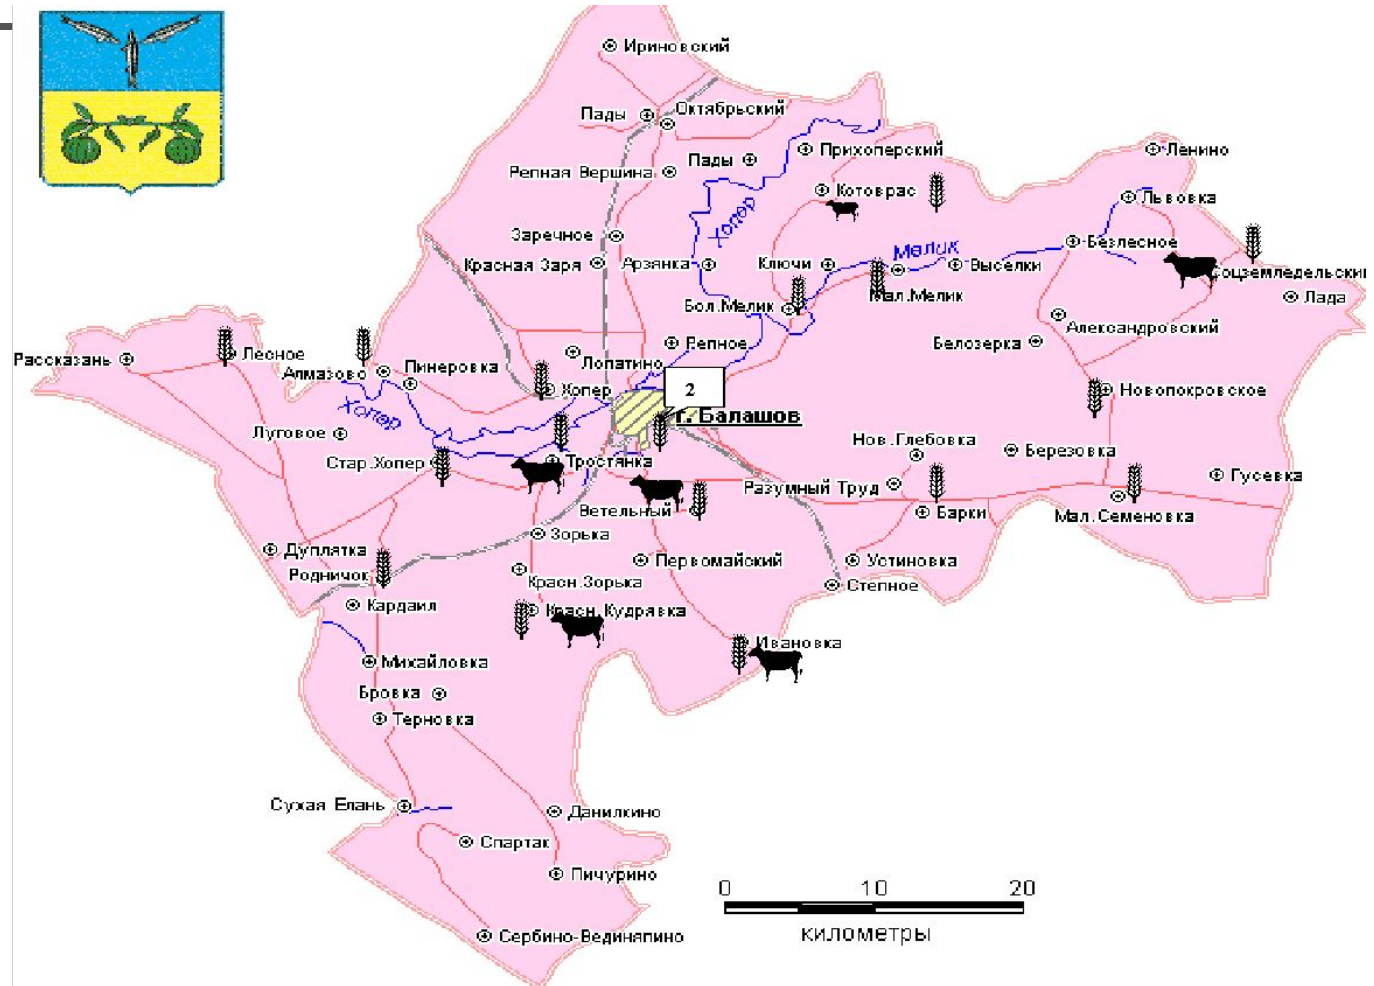 Ириновский
Октябрьский
Пады
Прихоперский
Ленино
Пады
Репная Вершина
Котоврас
Львовка
Хопер
Заречное
Безлесное
Мелик
Красная Заря
Арзянка
Ключи
Выселки
Соцземледельский
Мал.Мелик
Лада
Бол.Мелик
Александровский
Белозерка
Репное
Лесное
Рассказань
Лопатино
Пинеровка
Алмазово
Хопер
2
Новопокровское
Хопер
г. Балашов
Луговое
Нов.Глебовка
Березовка
Стар.Хопер
Тростянка
Гусевка
Разумный Труд
Ветельный
Барки
Мал.Семеновка
Зорька
Дуплятка
Первомайский
Устиновка
Родничок
Красн.Зорька
Степное
Кардаил
Красн.Кудрявка
Ивановка
Михайловка
Бровка
Терновка
Сухая Елань
Данилкино
Спартак
Пичурино
0 10 20
километры
Сербино-Вединяпино